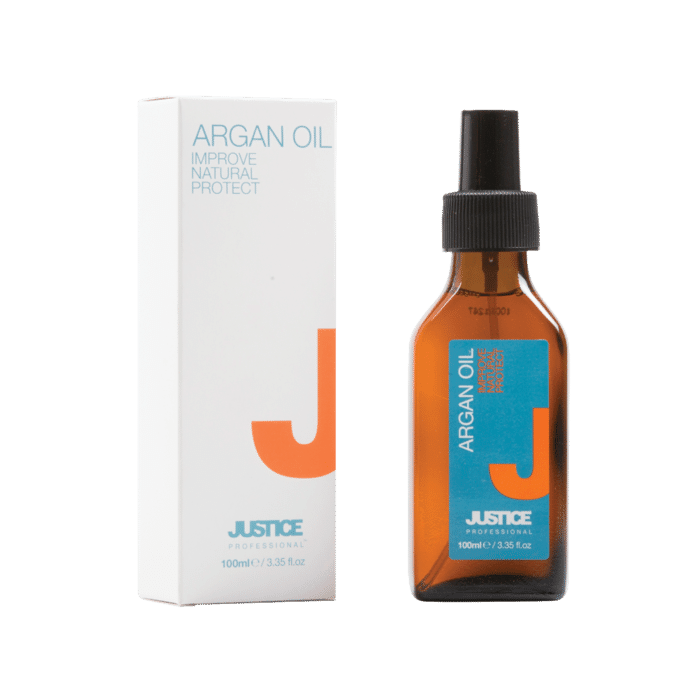 ARGAN OIL
IMPROVE
NATURAL
PROTECT
J
JUSTICE
PROFESSIONAL
100ml℮/3.35 fl.oz
ARGAN OIL
IMPROVE
NATURAL
PROTECT
J
JUSTICE
PROFESSIONAL
100ml℮/3.35 fl.oz